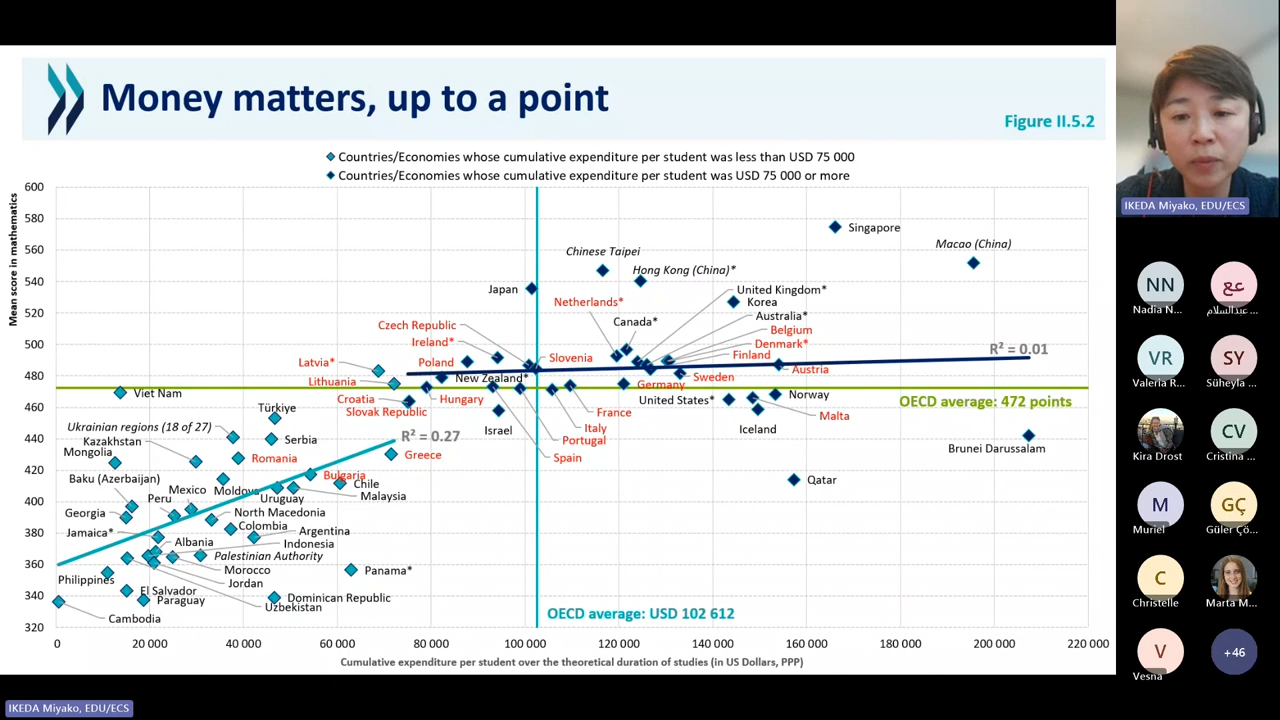 Money matters, up to a point
Figure II.5.2
Countries/Economies whose cumulative expenditure per student was less than USD 75 000
Countries/Economies whose cumulative expenditure per student was USD 75 000 or more
Mean score in mathematics
600
580
560
540
520
500
480
460
440
420
400
380
360
340
320
0
20 000
40 000
60 000
80 000
100 000
120 000
140 000
160 000
180 000
200 000
220 000
Cumulative expenditure per student over the theoretical duration of studies (in US Dollars, PPP)
Singapore
Macao (China)
Chinese Taipei
Hong Kong (China)*
Japan
United Kingdom*
Netherlands*
Korea
Canada*
Australia*
Czech Republic
Belgium
Ireland*
Denmark*
R² = 0.01
Latvia*
Poland
Slovenia
Finland
Austria
Lithuania
New Zealand*
Germany
Sweden
Viet Nam
Croatia
Hungary
United States*
Norway
OECD average: 472 points
Slovak Republic
France
Malta
Türkiye
Israel
Italy
Iceland
Ukrainian regions (18 of 27)
R² = 0.27
Portugal
Kazakhstan
Serbia
Brunei Darussalam
Mongolia
Romania
Greece
Spain
Baku (Azerbaijan)
Bulgaria
Qatar
Chile
Mexico
Moldova
Malaysia
Peru
Uruguay
Georgia
North Macedonia
Colombia
Jamaica*
Argentina
Albania
Indonesia
Palestinian Authority
Morocco
Panama*
Philippines
Jordan
El Salvador
Dominican Republic
Paraguay
Uzbekistan
Cambodia
OECD average: USD 102 612
IKEDA Miyako, EDU/ECS
NN
Nadia N...
عع
عبدالسلام ...
VR
Valeria R...
SY
Süheyla ...
Kira Drost
CV
Cristina ...
M
Muriel
GÇ
Güler Ço...
C
Christelle
Marta M...
V
Vesna
+46
IKEDA Miyako, EDU/ECS